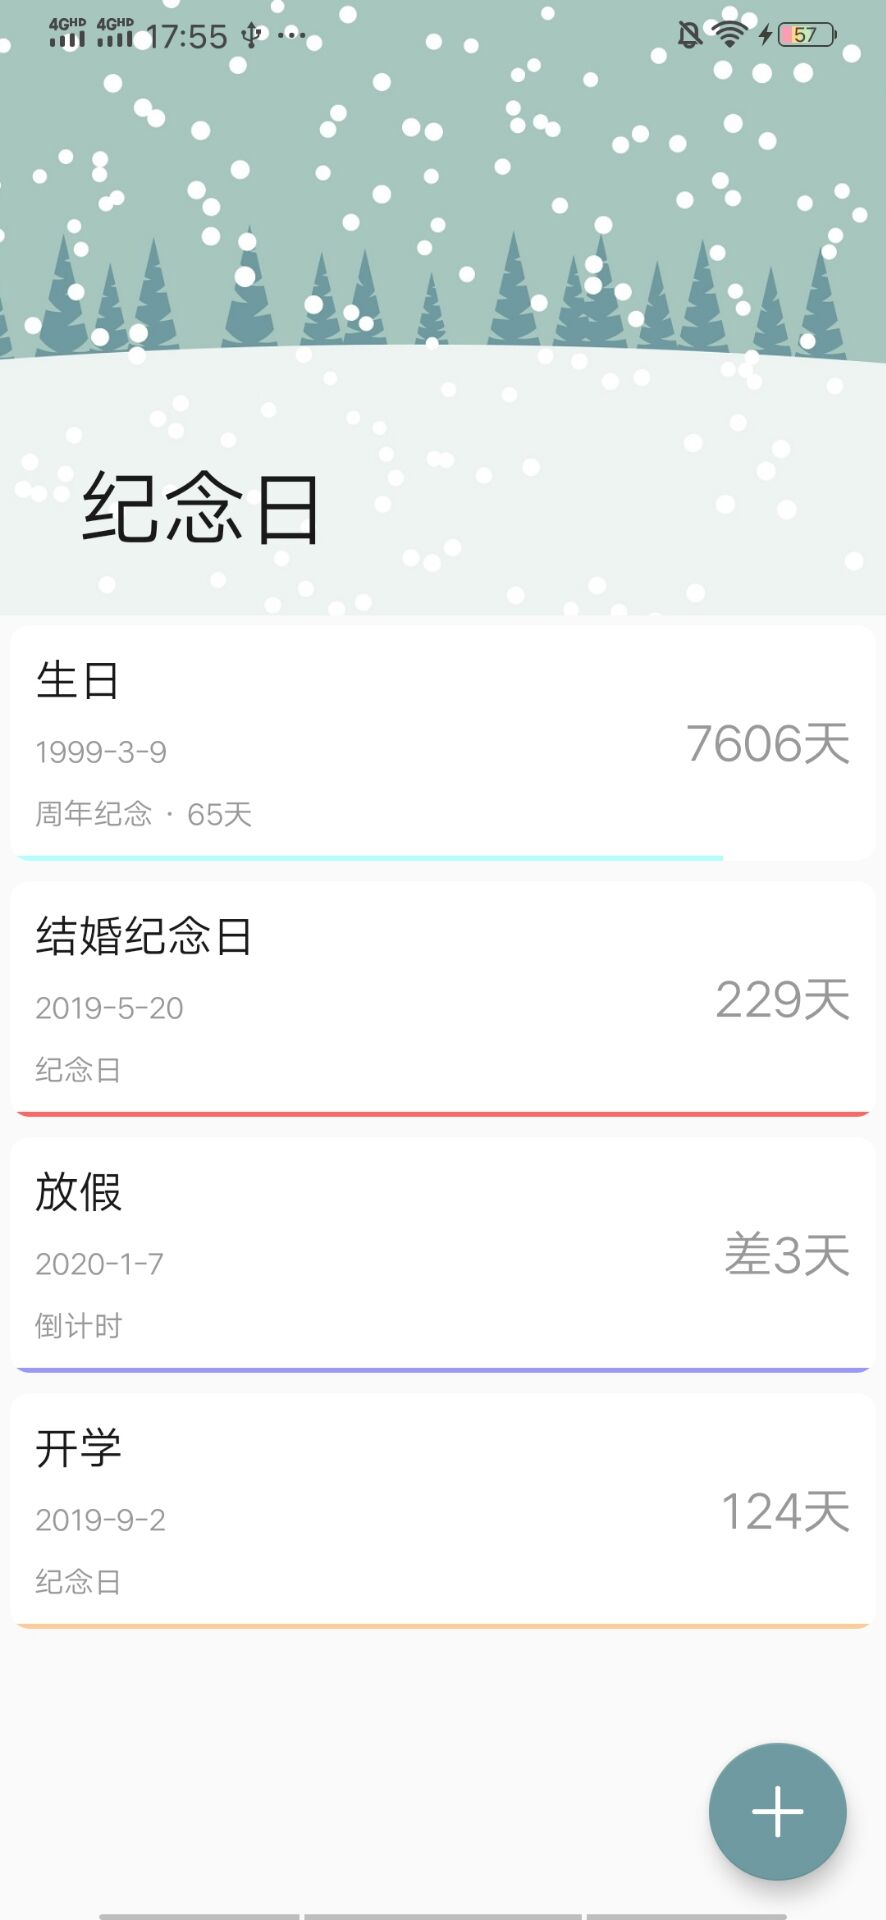 4GHD 4GHD 17:55 ··· 57
纪念日
生日
1999-3-9
7606天
周年纪念 · 65天
结婚纪念日
2019-5-20
229天
纪念日
放假
2020-1-7
差3天
倒计时
开学
2019-9-2
124天
纪念日